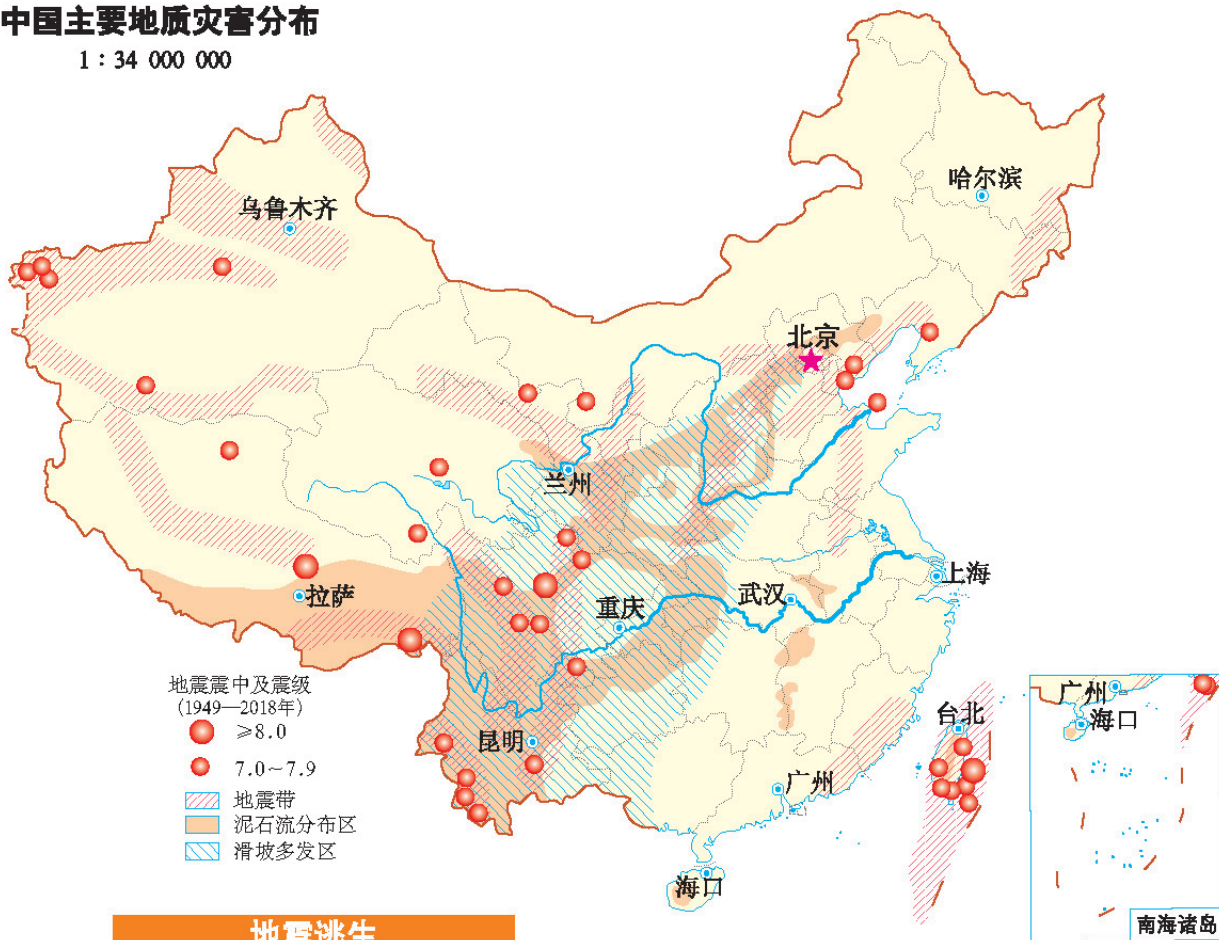 中国主要地质灾害分布
1：34 000 000
哈尔滨
乌鲁木齐
北京
兰州
上海
拉萨
武汉
重庆
地震震中及震级
(1949—2018年)
≥8.0
7.0~7.9
地震带
泥石流分布区
滑坡多发区
昆明
台北
广州
海口
广州
海口
南海诸岛
地震逃生